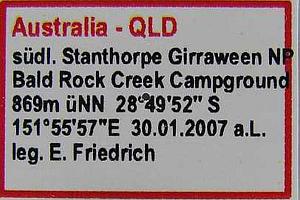 Australia - QLD
südl. Stanthorpe Girraween NP
Bald Rock Creek Campground
869m üNN 28°49'52" S
151°55'57"E 30.01.2007 a.L.
leg. E. Friedrich